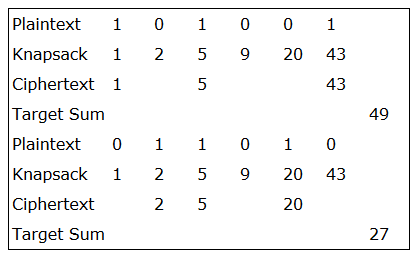 Plaintext 1 0 1 0 0 1
Knapsack 1 2 5 9 20 43
Ciphertext 1 5 43
Target Sum 49
Plaintext 0 1 1 0 1 0
Knapsack 1 2 5 9 20 43
Ciphertext 2 5 20
Target Sum 27